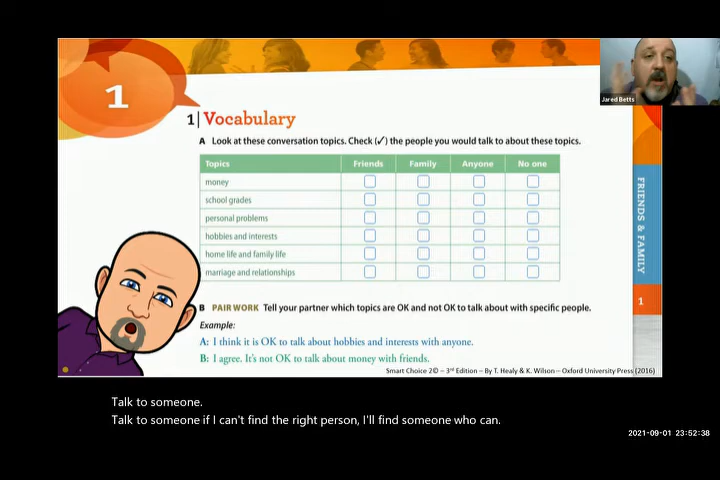 1
Jared Betts
1| Vocabulary
A Look at these conversation topics. Check (✓) the people you would talk to about these topics.
Topics Friends Family Anyone No one
money
school grades
personal problems
hobbies and interests
home life and family life
marriage and relationships
FRIENDS & FAMILY
1
B PAIR WORK Tell your partner which topics are OK and not OK to talk about with specific people.
Example:
A: I think it is OK to talk about hobbies and interests with anyone.
B: I agree. It's not OK to talk about money with friends.
Smart Choice 2© – 3rd Edition – By T. Healy & K. Wilson – Oxford University Press (2016)
Talk to someone.
Talk to someone if I can't find the right person, I'll find someone who can.
2021-09-01 23:52:38